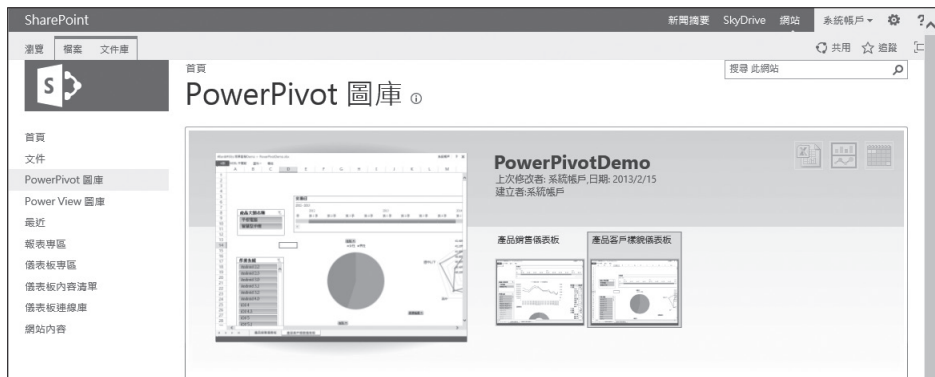 SharePoint
新聞摘要 SkyDrive 網站 系統帳戶 ?
瀏覽 檔案 文件庫
共用 追蹤
S
首頁
PowerPivot 圖庫
搜尋 此網站
首頁
文件
PowerPivot 圖庫
Power View 圖庫
最近
報表專區
儀表板專區
儀表板內容清單
儀表板連線庫
網站內容
PowerPivotDemo
上次修改者: 系統帳戶,日期: 2013/2/15
建立者:系統帳戶
產品銷售儀表板 產品客戶樣貌儀表板